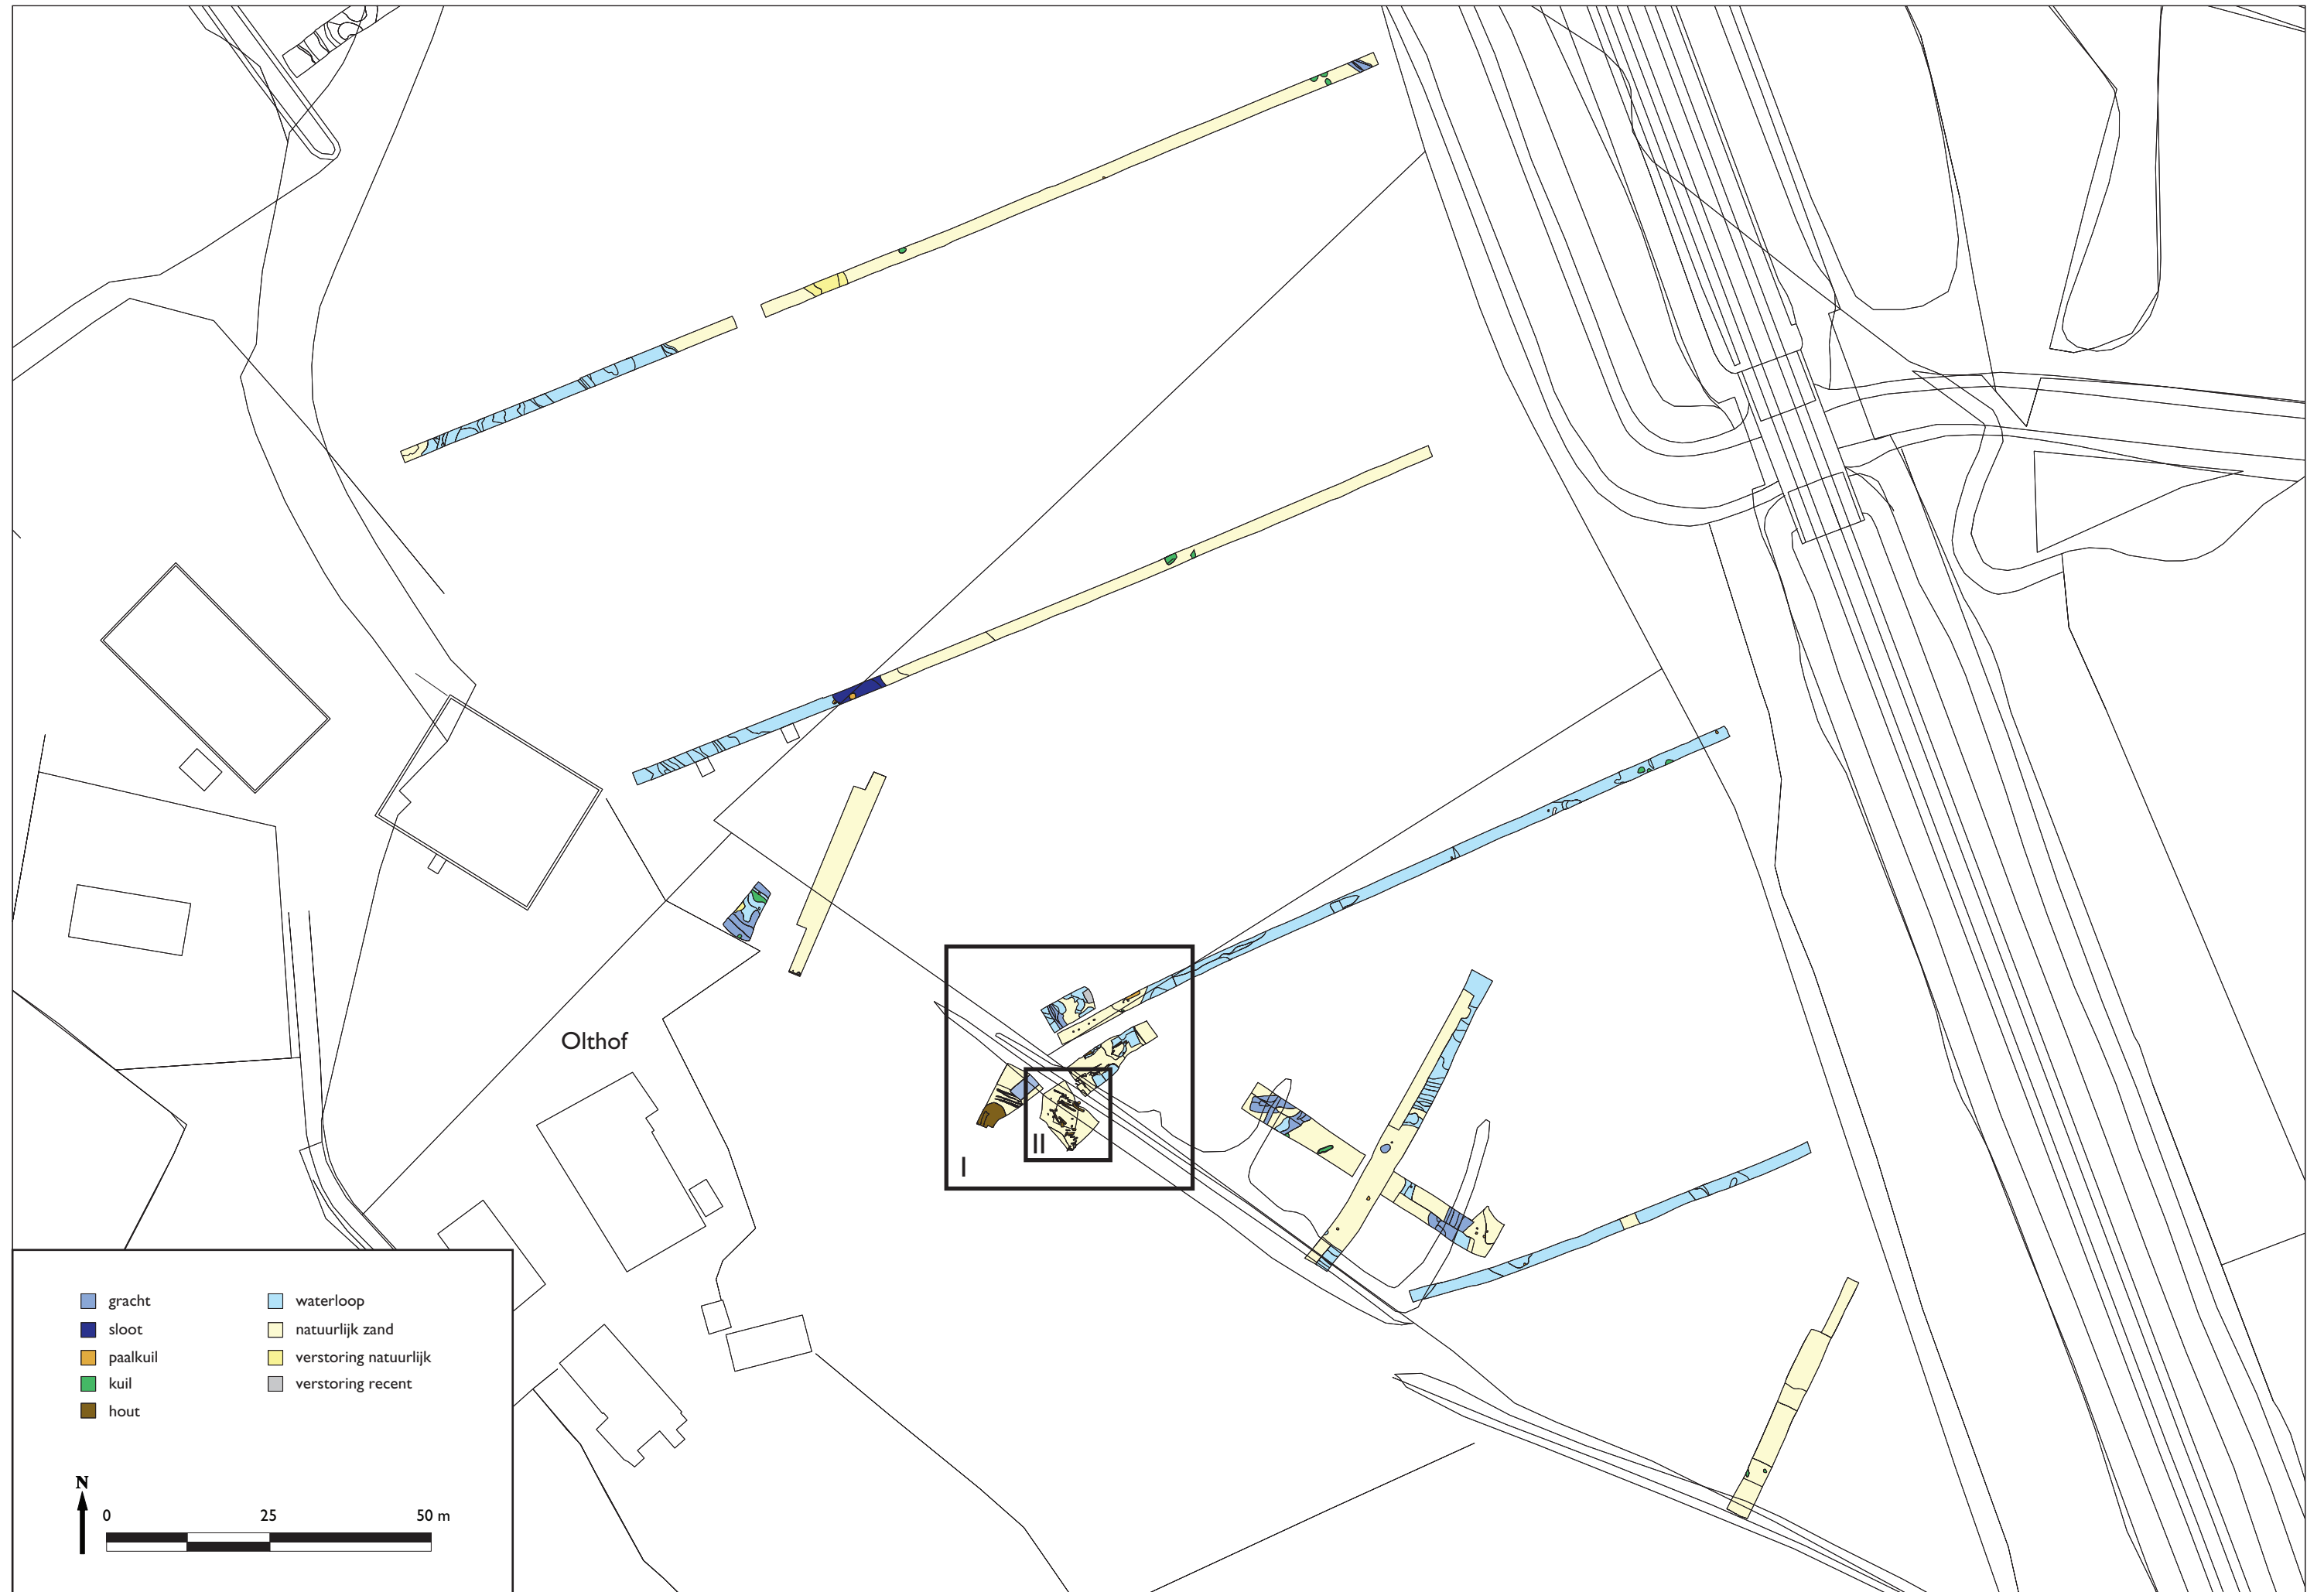 Olthof
II
I
gracht
sloot
paalkuil
kuil
hout
waterloop
natuurlijk zand
verstoring natuurlijk
verstoring recent
N
0 25 50 m